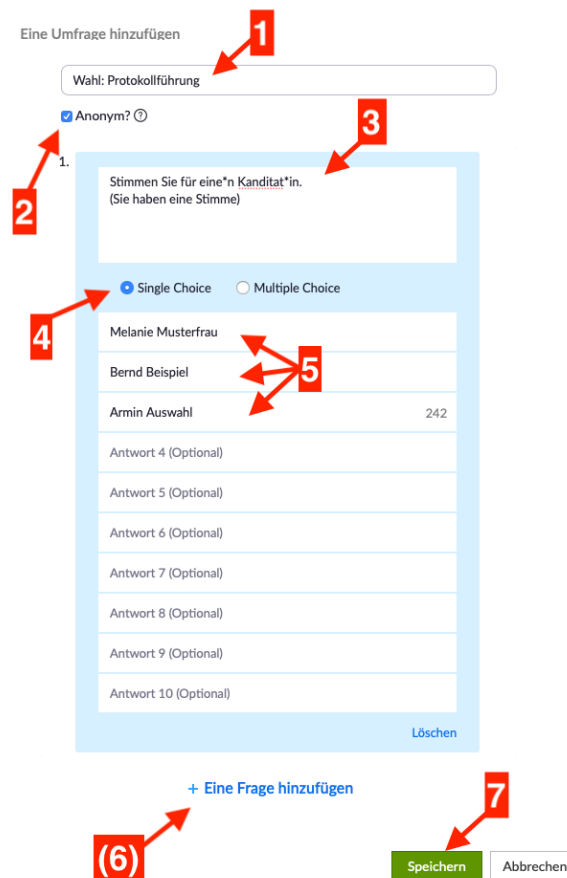 Eine Umfrage hinzufügen
1
Wahl: Protokollführung
Anonym? ?
2
3
1.
Stimmen Sie für eine*n Kanditat*in.
(Sie haben eine Stimme)
4
Single Choice Multiple Choice
Melanie Musterfrau
5
Bernd Beispiel
Armin Auswahl 242
Antwort 4 (Optional)
Antwort 5 (Optional)
Antwort 6 (Optional)
Antwort 7 (Optional)
Antwort 8 (Optional)
Antwort 9 (Optional)
Antwort 10 (Optional)
Löschen
+ Eine Frage hinzufügen
(6)
7
Speichern Abbrechen